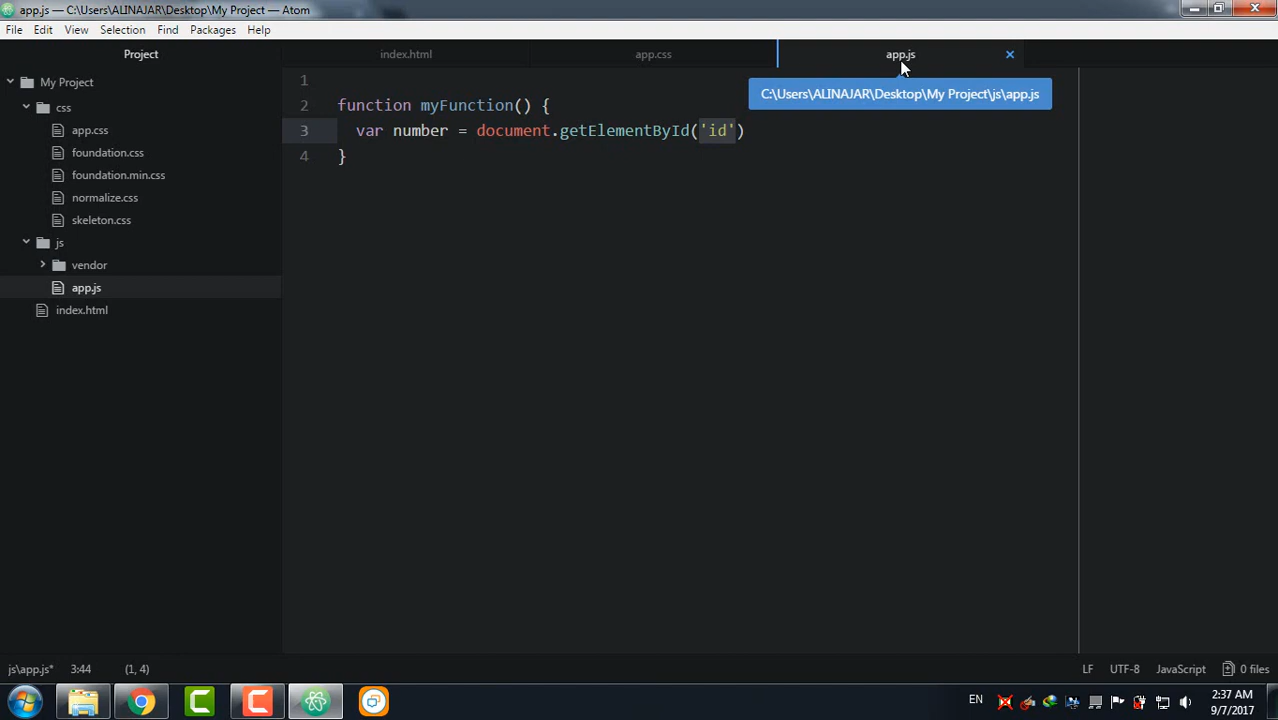 app.js — C:\Users\ALINAJAR\Desktop\My Project — Atom
File Edit View Selection Find Packages Help
Project
index.html
app.css
app.js
My Project
css
app.css
foundation.css
foundation.min.css
normalize.css
skeleton.css
js
vendor
app.js
index.html
C:\Users\ALINAJAR\Desktop\My Project\js\app.js
1
2 function myFunction() {
3 var number = document.getElementById('id')
4 }
js\app.js* 3:44 (1, 4)
LF UTF-8 JavaScript 0 files
EN
2:37 AM
9/7/2017